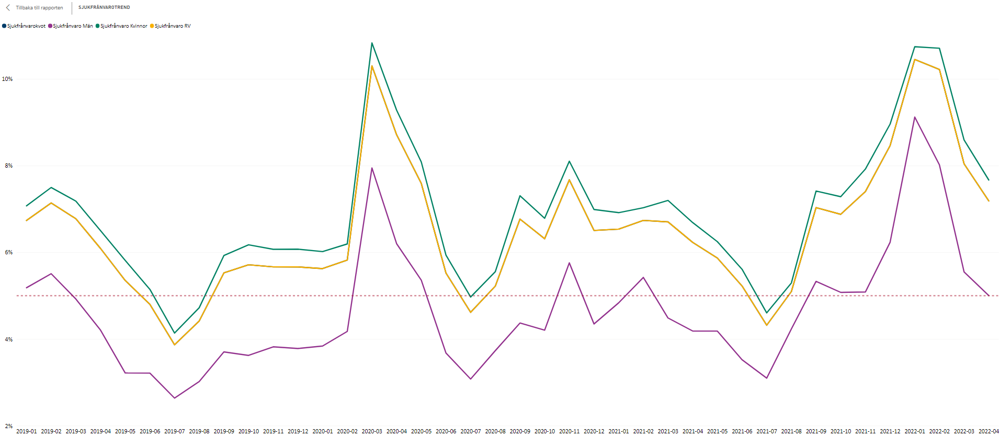 Tillbaka till rapporten SJUKFRÅNVAROTREND
Sjukfrånvarokvot Sjukfrånvaro Män Sjukfrånvaro Kvinnor Sjukfrånvaro RV
10%
8%
6%
4%
2%
2019-01 2019-02 2019-03 2019-04 2019-05 2019-06 2019-07 2019-08 2019-09 2019-10 2019-11 2019-12 2020-01 2020-02 2020-03 2020-04 2020-05 2020-06 2020-07 2020-08 2020-09 2020-10 2020-11 2020-12 2021-01 2021-02 2021-03 2021-04 2021-05 2021-06 2021-07 2021-08 2021-09 2021-10 2021-11 2021-12 2022-01 2022-02 2022-03 2022-04